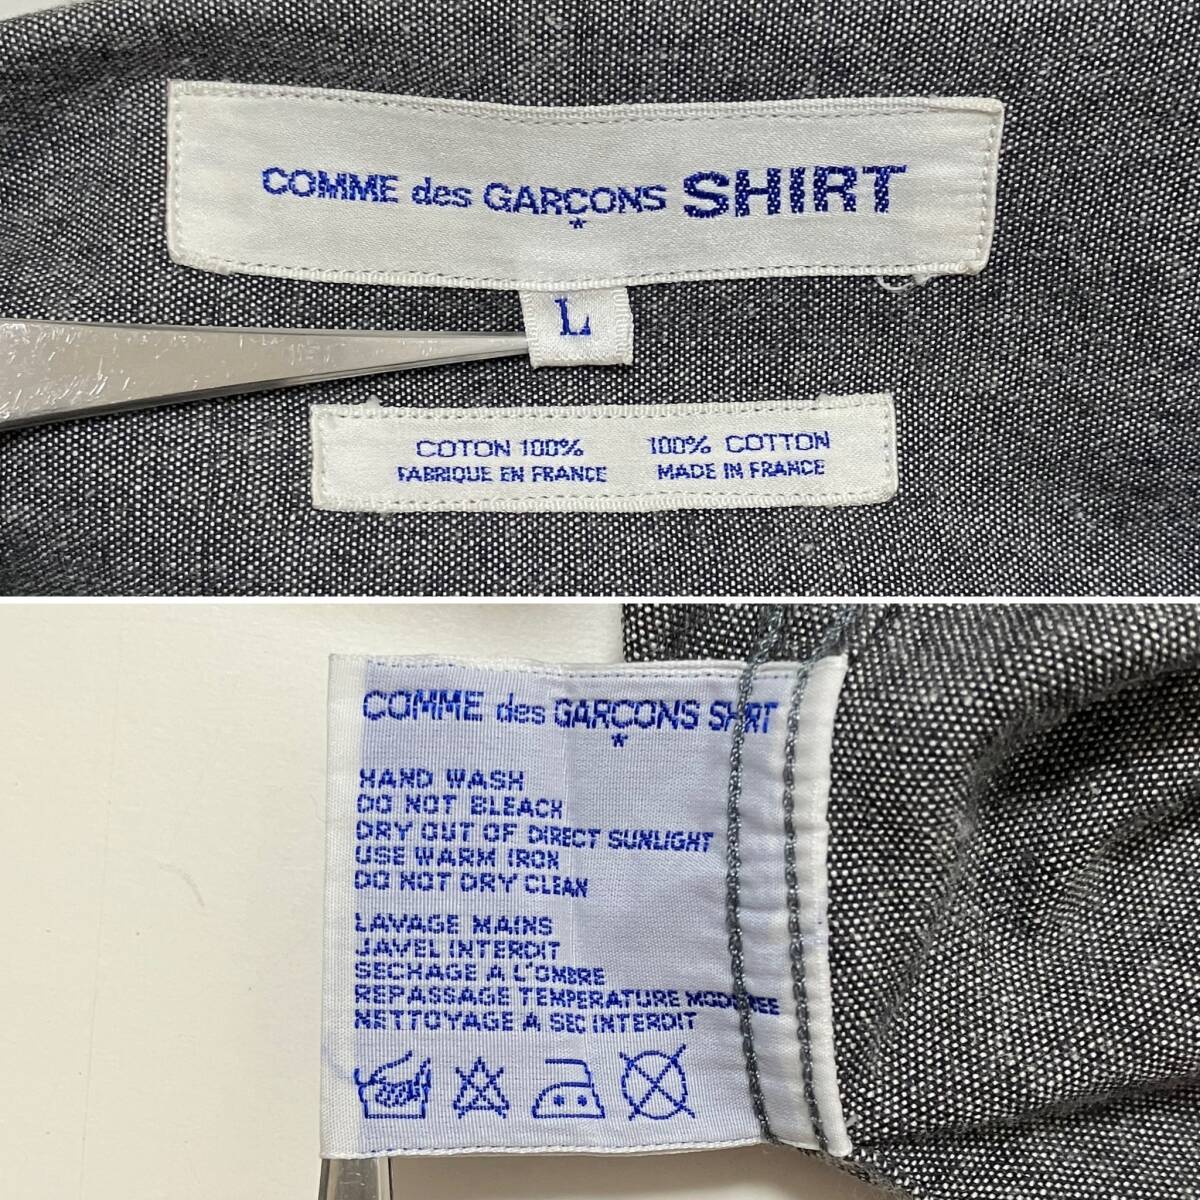 COMME des GARÇONS SHIRT
*
L
COTON 100%
FABRIQUE EN FRANCE
100% COTTON
MADE IN FRANCE
COMME des GARÇONS SHIRT
*
HAND WASH
DO NOT BLEACH
DRY OUT OF DIRECT SUNLIGHT
USE WARM IRON
DO NOT DRY CLEAN
LAVAGE MAINS
JAVEL INTERDIT
SECHAGE A L'OMBRE
REPASSAGE TEMPERATURE MODEREE
NETTOYAGE A SEC INTERDIT